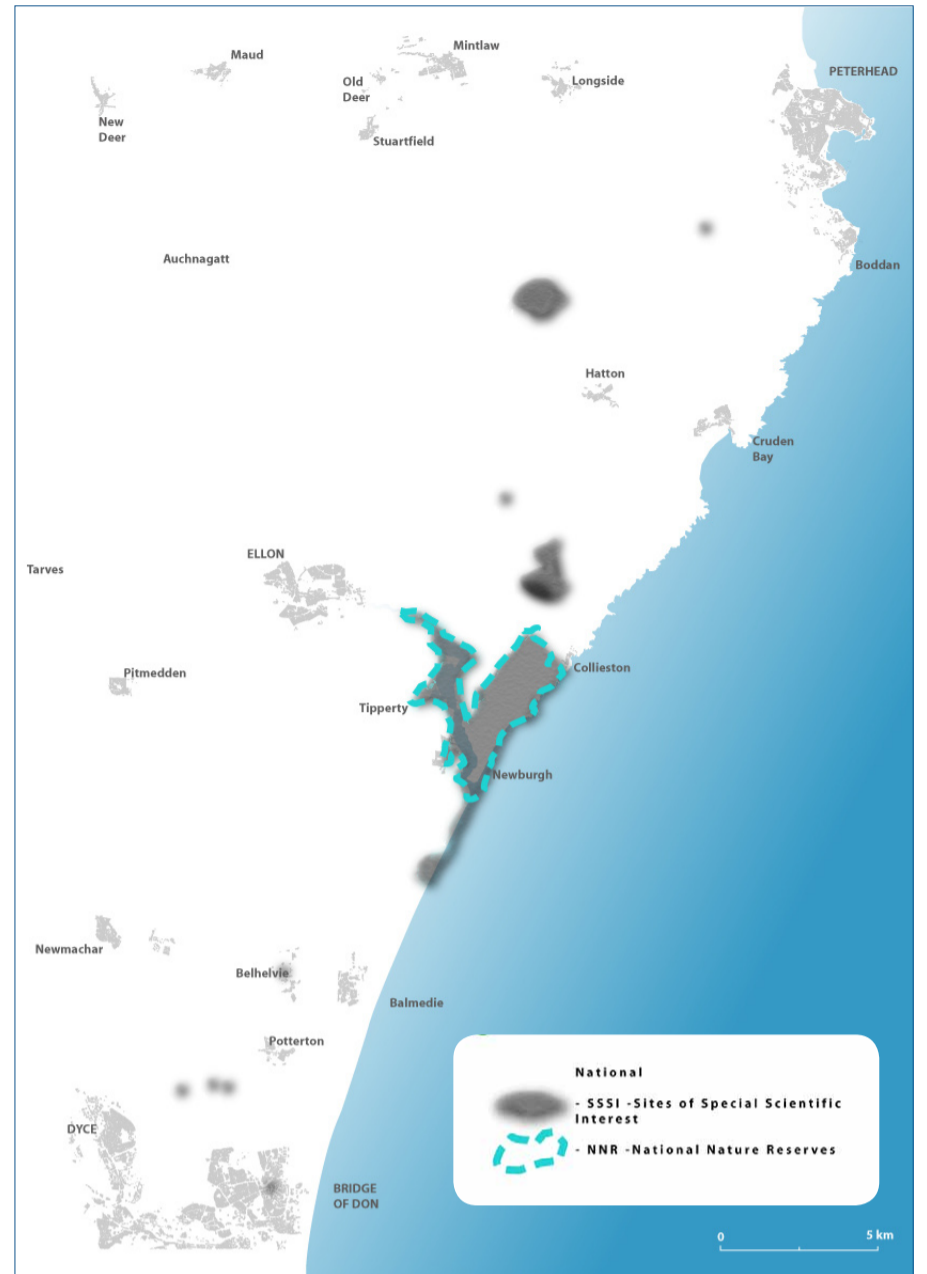 Maud
Mintlaw
PETERHEAD
Old
Deer
Longside
New
Deer
Stuartfield
Auchnagatt
Boddan
Hatton
Cruden
Bay
ELLON
Tarves
Pitmedden
Collieston
Tipperty
Newburgh
Newmachar
Belhelvie
Balmedie
Potterton
DYCE
BRIDGE
OF DON
National
- SSSI -Sites of Special Scientific
Interest
- NNR -National Nature Reserves
0 5 km